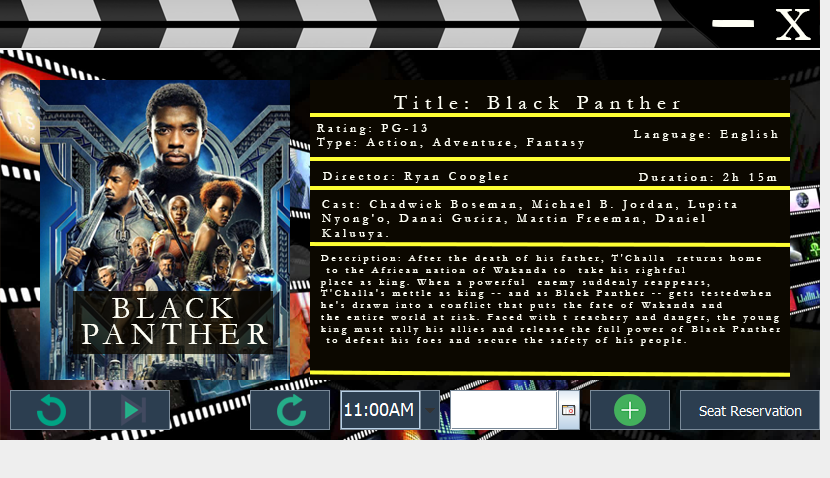 X
Title: Black Panther
Rating: PG-13
Type: Action, Adventure, Fantasy
Language: English
Director: Ryan Coogler
Duration: 2h 15m
Cast: Chadwick Boseman, Michael B. Jordan, Lupita
Nyong'o, Danai Gurira, Martin Freeman, Daniel
Kaluuya.
Description: After the death of his father, T'Challa returns home
to the African nation of Wakanda to take his rightful
place as king. When a powerful enemy suddenly reappears,
T'Challa's mettle as king -- and as Black Panther -- gets testedwhen
he's drawn into a conflict that puts the fate of Wakanda and
the entire world at risk. Faced with t reachery and danger, the young
king must rally his allies and release the full power of Black Panther
to defeat his foes and secure the safety of his people.
BLACK
PANTHER
11:00AM
Seat Reservation